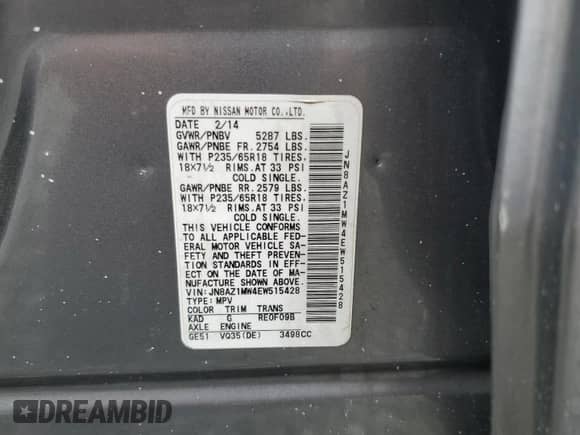 MFD BY NISSAN MOTOR CO.,LTD.
DATE 2/14
GVWR/PNBV 5287 LBS.
GAWR/PNBE FR. 2754 LBS.
WITH P235/65R18 TIRES.
18X7½ RIMS.AT 33 PSI
COLD SINGLE.
GAWR/PNBE RR. 2579 LBS.
WITH P235/65R18 TIRES.
18X7½ RIMS.AT 33 PSI
COLD SINGLE.
THIS VEHICLE CONFORMS
TO ALL APPLICABLE FED-
ERAL MOTOR VEHICLE SA-
FETY AND THEFT PREVENTION
STANDARDS IN EFF-
ECT ON THE DATE OF MA-
NUFACTURE SHOWN ABOVE.
VIN:JN8AZ1MW4EW515428
TYPE:MPV
COLOR TRIM TRANS
KAD G RE0F09B
AXLE ENGINE
GE51 VQ35(DE) 3498CC
JN8AZ1MW4EW515428
DREAMBID